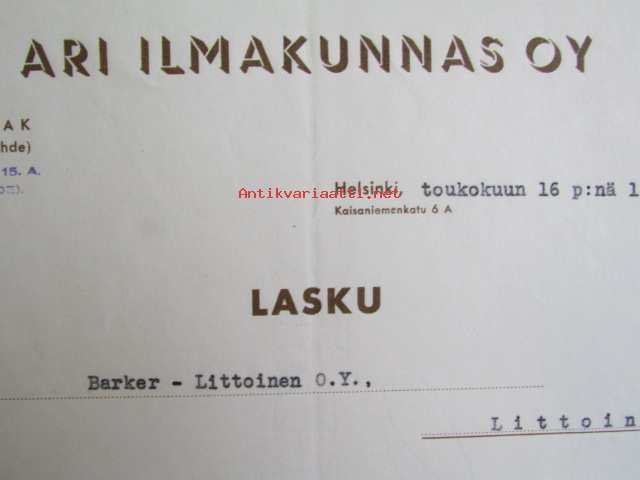 ARI ILMAKUNNAS OY
AK
hde)
15. A.
Antikvariaatti.net
Helsinki, toukokuun 16 p:nä 1
Kaisaniemenkatu 6 A
LASKU
Barker - Littoinen O.Y.,
Littoin